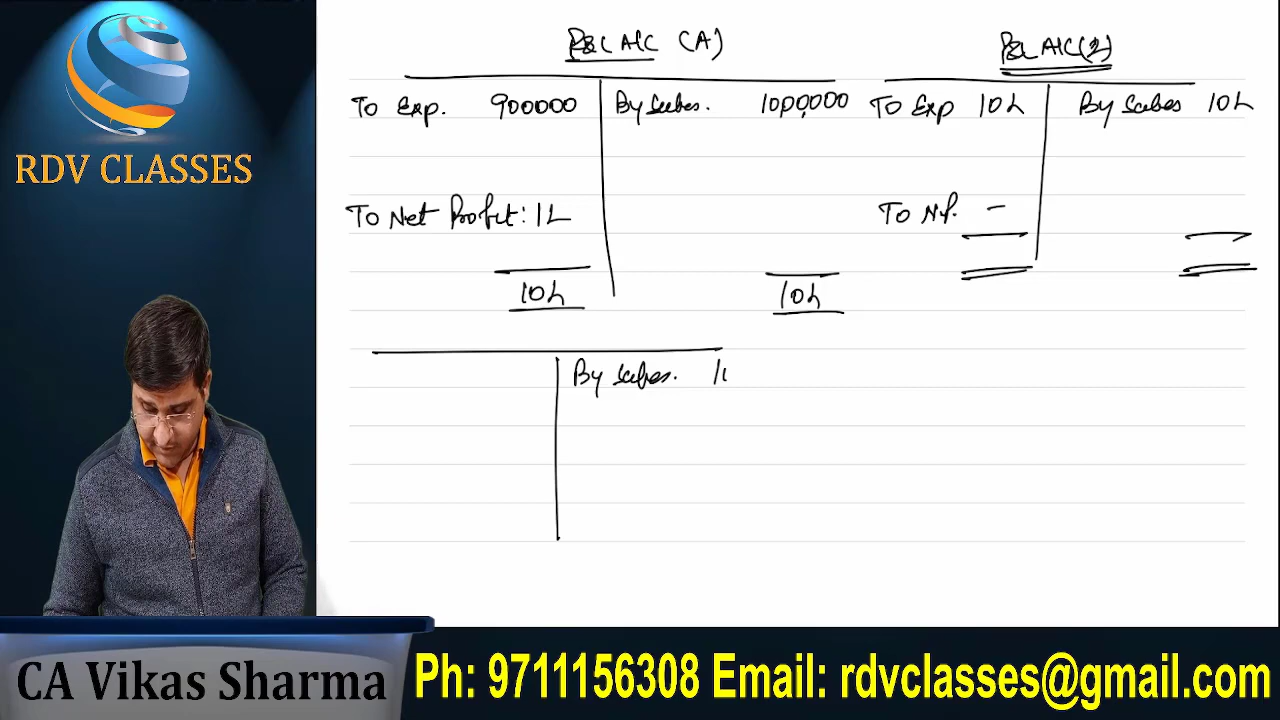 P&L A/C (A)
P&L A/C (2)
To Exp. 900000 By Sales. 1000000
To Exp 10L By Sales 10L
To Net Profit: 1L
To N.P. -
10L 10L
By Sales.
RDV CLASSES
CA Vikas Sharma
Ph: 9711156308 Email: rdvclasses@gmail.com